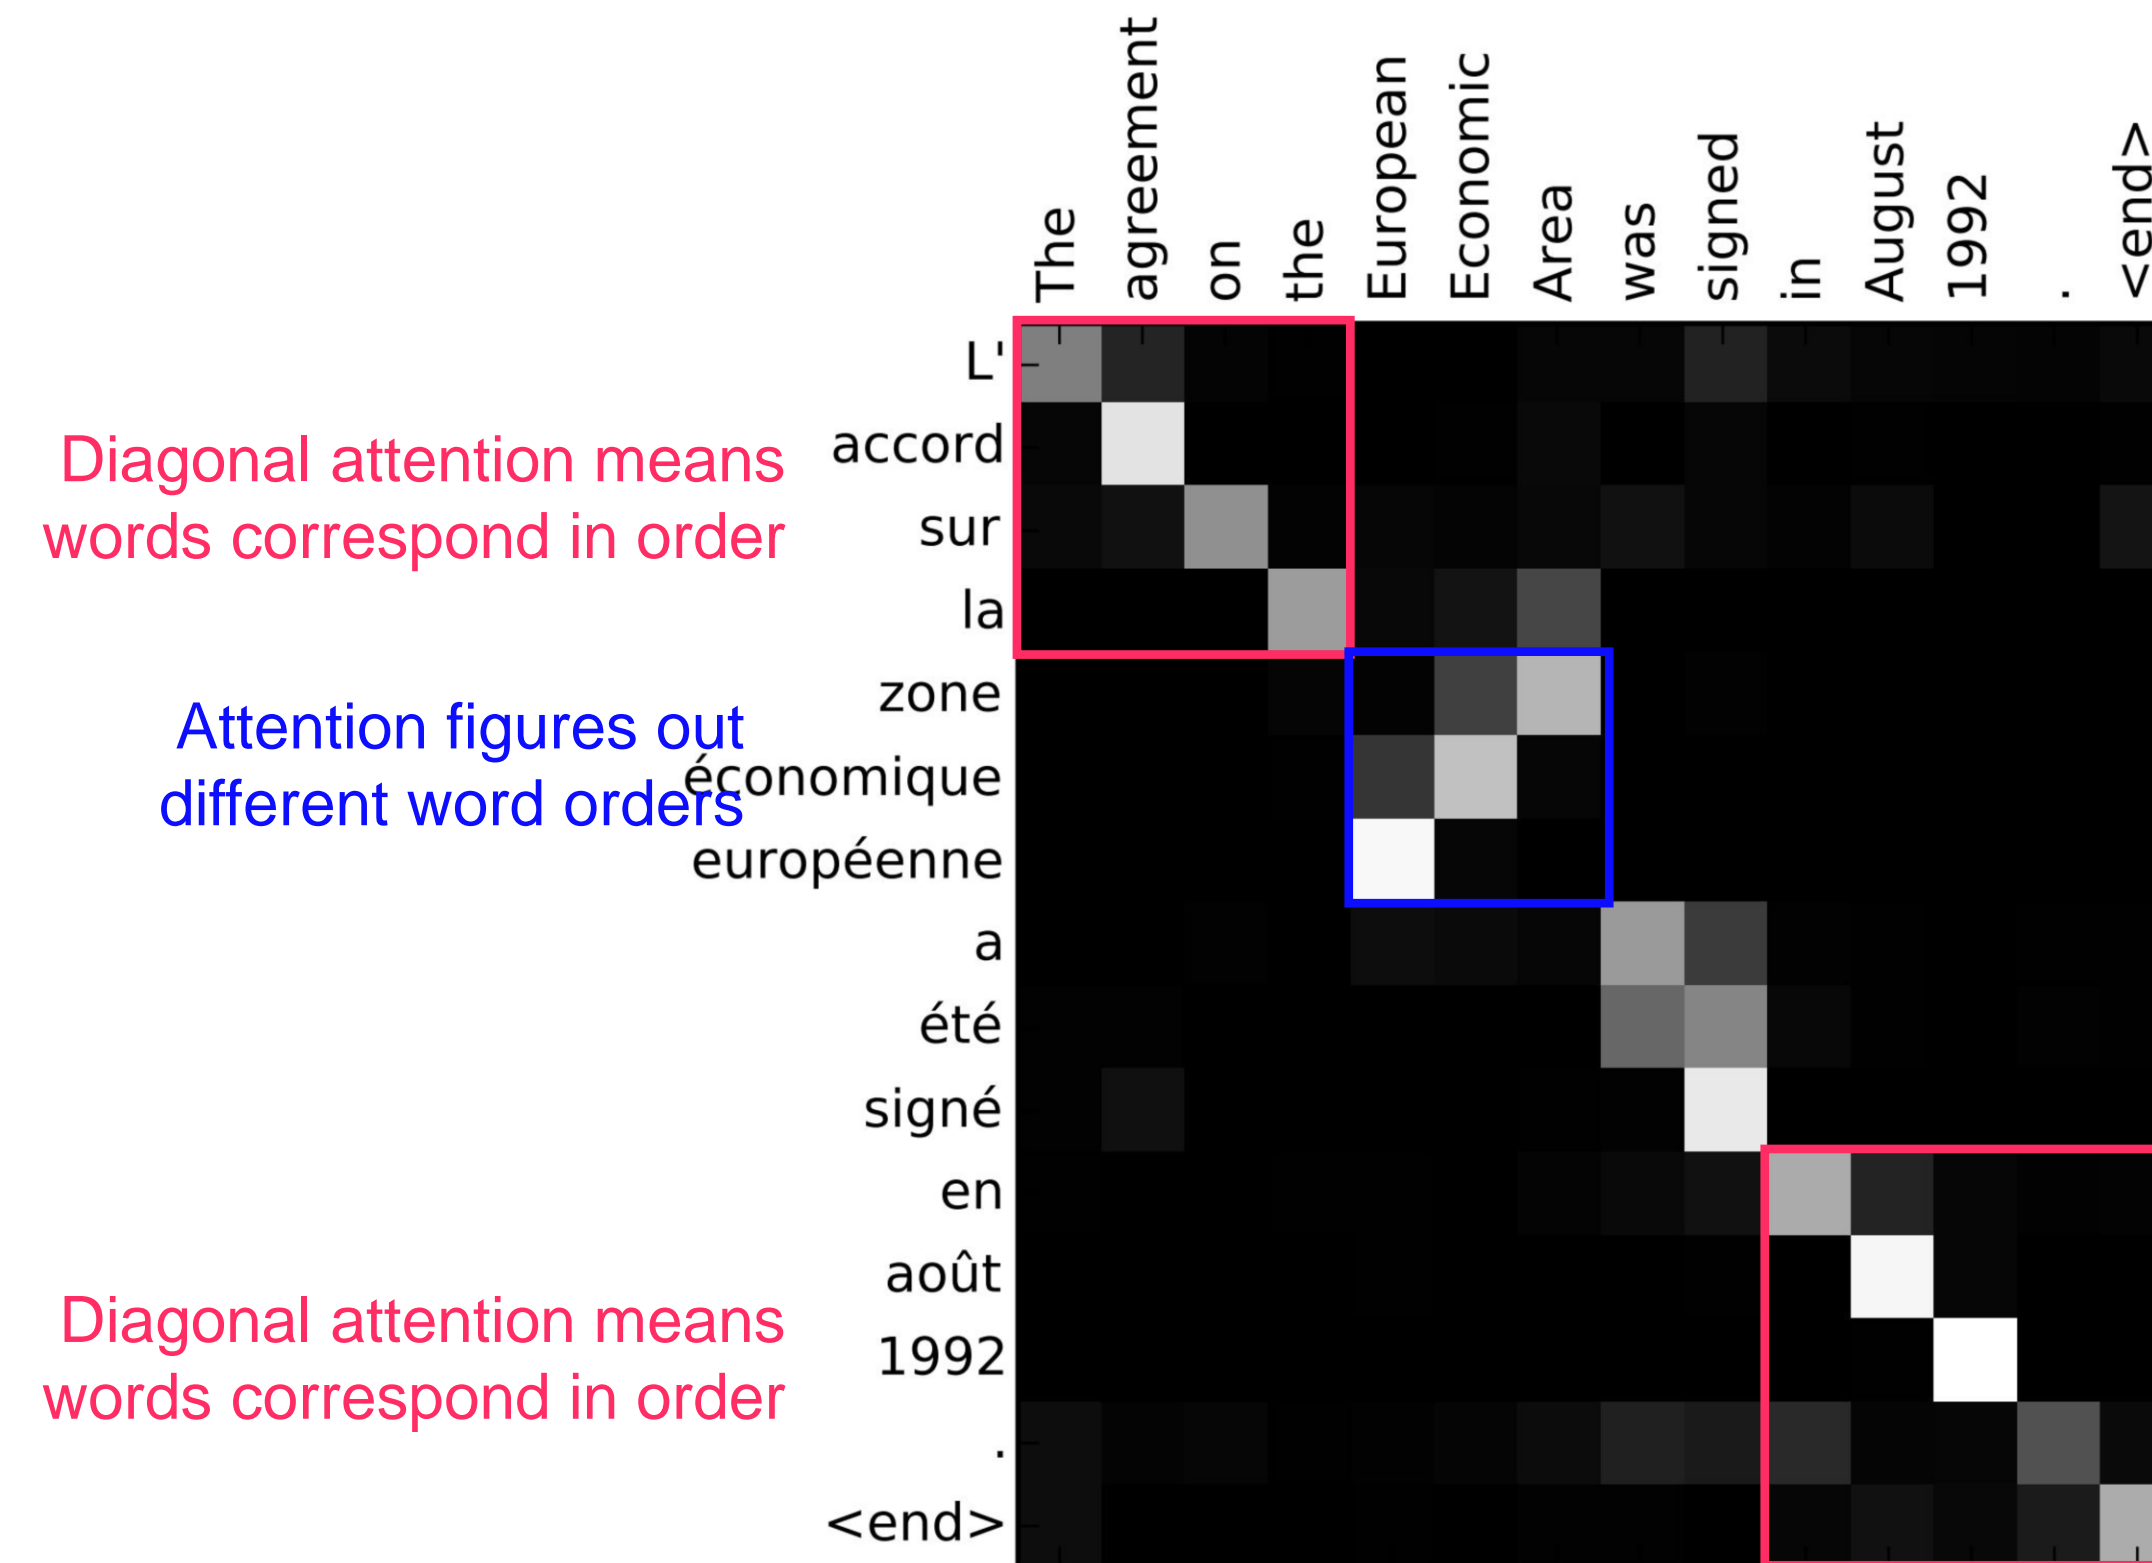 The
agreement
on
the
European
Economic
Area
was
signed
in
August
1992
.
<end>
L'
accord
sur
la
zone
économique
européenne
a
été
signé
en
août
1992
.
<end>
Diagonal attention means
words correspond in order
Attention figures out
different word orders
Diagonal attention means
words correspond in order